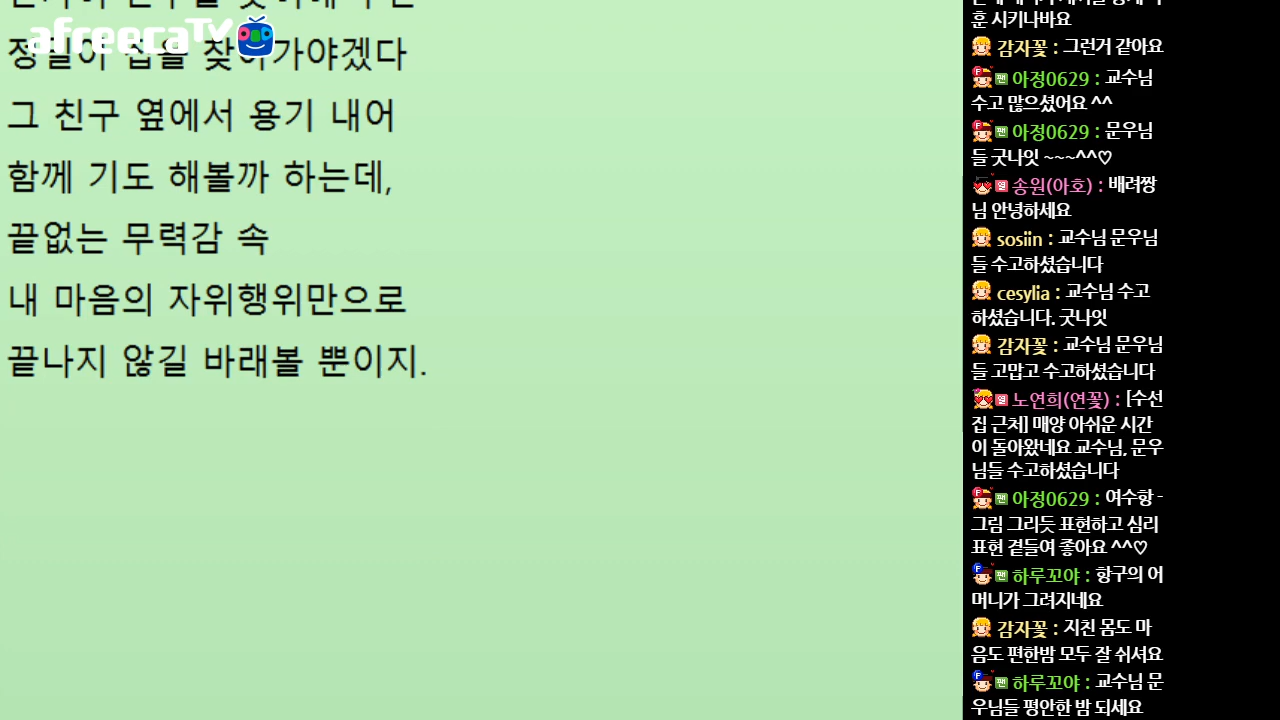 afreecaTV
정일이 집을 찾아가야겠다
그 친구 옆에서 용기 내어
함께 기도 해볼까 하는데,
끝없는 무력감 속
내 마음의 자위행위만으로
끝나지 않길 바래볼 뿐이지.
훈 시키나바요
감자꽃 : 그런거 같아요
F 팬 아정0629 : 교수님
수고 많으셨어요 ^^
F 팬 아정0629 : 문우님
들 굿나잇 ~~~^^♡
열 송원(아호) : 배려짱
님 안녕하세요
sosiin : 교수님 문우님
들 수고하셨습니다
cesylia : 교수님 수고
하셨습니다. 굿나잇
감자꽃 : 교수님 문우님
들 고맙고 수고하셨습니다
열 노연희(연꽃) : [수선
집 근처] 매양 아쉬운 시간
이 돌아왔네요 교수님, 문우
님들 수고하셨습니다
F 팬 아정0629 : 여수항 -
그림 그리듯 표현하고 심리
표현 곁들여 좋아요 ^^♡
F 팬 하루꼬야 : 항구의 어
머니가 그려지네요
감자꽃 : 지친 몸도 마
음도 편한밤 모두 잘 쉬셔요
F 팬 하루꼬야 : 교수님 문
우님들 평안한 밤 되세요